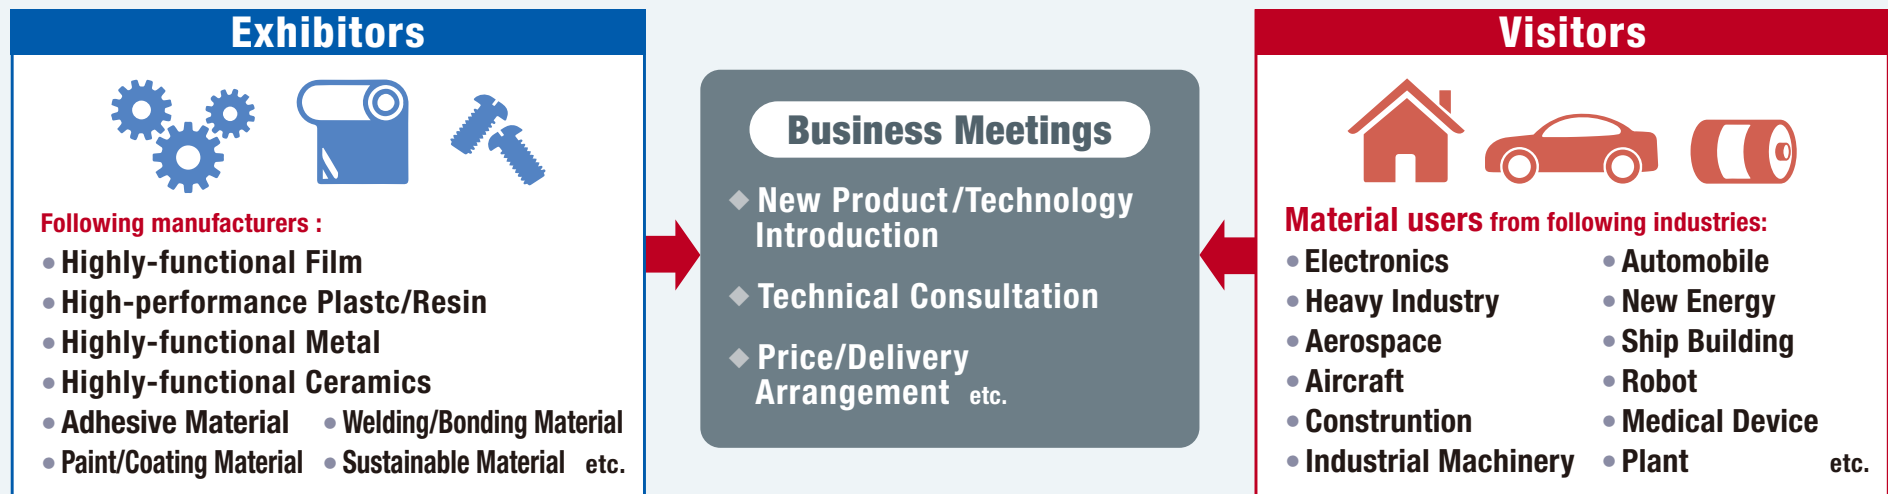 Exhibitors
Following manufacturers :
• Highly-functional Film
• High-performance Plastc/Resin
• Highly-functional Metal
• Highly-functional Ceramics
• Adhesive Material • Welding/Bonding Material
• Paint/Coating Material • Sustainable Material etc.
Business Meetings
◆ New Product/Technology
Introduction
◆ Technical Consultation
◆ Price/Delivery
Arrangement etc.
Visitors
Material users from following industries:
• Electronics • Automobile
• Heavy Industry • New Energy
• Aerospace • Ship Building
• Aircraft • Robot
• Construntion • Medical Device
• Industrial Machinery • Plant etc.